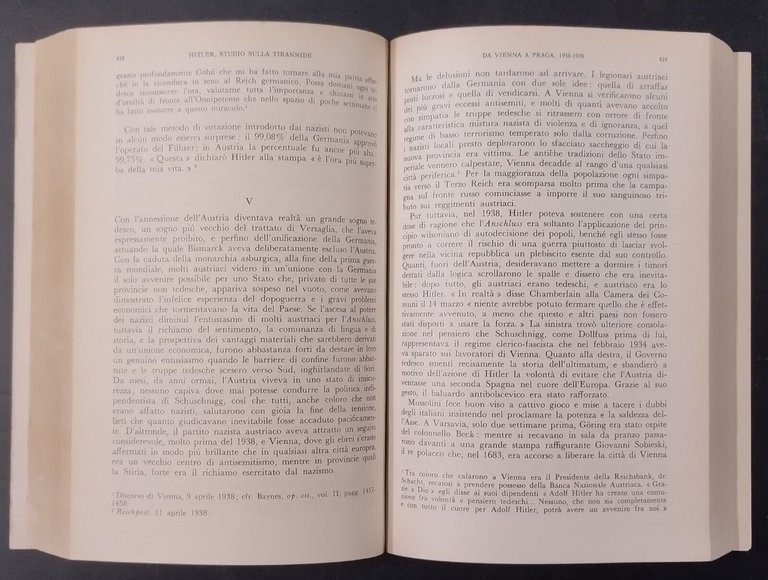 418
HITLER, STUDIO SULLA TIRANNIDE
grazio profondamente Colui che mi ha fatto tornare alla mia patria affin-
ché io la riconduca in seno al Reich germanico. Possa domani ogni te-
desco riconoscere l'ora, valutarne tutta l'importanza e chinarsi in atto
d'umiltà di fronte all'Onnipotente che nello spazio di poche settimane ci
ha fatto assistere a questo miracolo.¹
Con tale metodo di votazione introdotto dai nazisti non potevano
in alcun modo esserci sorprese: il 99,08% della Germania approvò
l'operato del Führer; in Austria la percentuale fu ancor più alta:
99,75%. « Questa » dichiarò Hitler alla stampa « è l'ora più super-
ba della mia vita. » ²
V
Con l'annessione dell'Austria diventava realtà un grande sogno te-
desco, un sogno più vecchio del trattato di Versaglia, che l'aveva
espressamente proibito, e perfino dell'unificazione della Germania,
attuando la quale Bismarck aveva deliberatamente escluso l'Austria.
Con la caduta della monarchia asburgica, alla fine della prima guer-
ra mondiale, molti austriaci videro in un'unione con la Germania
il solo avvenire possibile per uno Stato che, privato di tutte le sue
provincie non tedesche, appariva sospeso nel vuoto, come avevano
dimostrato l'infelice esperienza del dopoguerra e i gravi problemi
economici che tormentavano la vita del Paese. Se l'ascesa al potere
dei nazisti diminuì l'entusiasmo di molti austriaci per l'Anschluss,
tuttavia il richiamo del sentimento, la comunanza di lingua e di
storia, e la prospettiva dei vantaggi materiali che sarebbero derivati
da un'unione economica, furono abbastanza forti da destare in loro
un genuino entusiasmo quando le barriere di confine furono abbat-
tute e le truppe tedesche scesero verso Sud, inghirlandate di fiori.
Da mesi, da anni ormai, l'Austria viveva in uno stato di insicu-
rezza; nessuno capiva dove mai potesse condurre la politica indi-
pendentista di Schuschnigg, così che tutti, anche coloro che non
erano affatto nazisti, salutarono con gioia la fine della tensione,
lieti che quanto giudicavano inevitabile fosse accaduto pacificamen-
te. D'altronde, il partito nazista austriaco aveva attratto un seguito
considerevole, molto prima del 1938, e Vienna, dove gli ebrei s'erano
affermati in modo più brillante che in qualsiasi altra città europea,
era un vecchio centro di antisemitismo, mentre in provincie quali
la Stiria, forte era il richiamo esercitato dal nazismo.
¹ Discorso di Vienna, 9 aprile 1938; cfr. Baynes, op. cit., vol. II, pagg. 1457-
1458.
² Reichpost, 11 aprile 1938.
DA VIENNA A PRAGA, 1938-1939
419
Ma le delusioni non tardarono ad arrivare. I legionari austriaci
tornarono dalla Germania con due sole idee: quella di arraffar
posti lucrosi e quella di vendicarsi. A Vienna si verificarono alcuni
dei più gravi eccessi antisemiti, e molti di quanti avevano accolto
con simpatia le truppe tedesche si ritrassero con orrore di fronte
alla caratteristica mistura nazista di violenza e di ignoranza, a quel
regime di basso terrorismo temperato solo dalla corruzione. Perfino
i nazisti locali presto deplorarono lo sfacciato saccheggio di cui la
nuova provincia era vittima. Le antiche tradizioni dello Stato im-
periale vennero calpestate, Vienna decadde al rango d'una qualsiasi
città periferica.¹ Per la maggioranza della popolazione ogni simpa-
tia verso il Terzo Reich era scomparsa molto prima che la campa-
gna sul fronte russo cominciasse a imporre il suo sanguinoso tri-
buto sui reggimenti austriaci.
Pur tuttavia, nel 1938, Hitler poteva sostenere con una certa
dose di ragione che l'Anschluss era soltanto l'applicazione del prin-
cipio wilsoniano di autodecisione dei popoli, benché egli stesso fosse
pronto a correre il rischio di una guerra piuttosto di lasciar svol-
gere nella vicina repubblica un plebiscito esente dal suo controllo.
Quanti, fuori dell'Austria, desideravano mettere a dormire i timori
dettati dalla logica scrollarono le spalle e dissero che era inevita-
bile: dopo tutto, gli austriaci erano tedeschi, e austriaco era lo
stesso Hitler. « In realtà » disse Chamberlain alla Camera dei Co-
muni il 14 marzo « niente avrebbe potuto fermare quello che è effet-
tivamente avvenuto, a meno che questo e altri paesi non fossero
stati disposti a usare la forza. » La sinistra trovò ulteriore consola-
zione nel pensiero che Schuschnigg, come Dollfuss prima di lui,
rappresentava il regime clerico-fascista che nel febbraio 1934 ave-
va sparato sui lavoratori di Vienna. Quanto alla destra, il Governo
tedesco smentì recisamente la storia dell'ultimatum, e sbandierò a
motivo dell'azione di Hitler la volontà di evitare che l'Austria di-
ventasse una seconda Spagna nel cuore dell'Europa. Grazie al suo
gesto, il baluardo antibolscevico era stato rafforzato.
Mussolini fece buon viso a cattivo gioco e mise a tacere i dubbi
degli italiani insistendo nel proclamare la potenza e la saldezza del-
l'Asse. A Varsavia, solo due settimane prima, Göring era stato ospite
del colonnello Beck: mentre si recavano in sala da pranzo passa-
rono davanti a una grande stampa raffigurante Giovanni Sobieski,
il re polacco che, nel 1683, era accorso a liberare la città di Vienna
¹ Tra coloro che calarono a Vienna era il Presidente della Reichsbank, dr.
Schacht, recatosi a prendere possesso della Banca Nazionale Austriaca. « Gra-
zie a Dio » egli disse ai suoi dipendenti « Adolf Hitler ha creato una comu-
nione fra volontà e pensiero tedeschi... Nessuno, che non sia completamente
e con tutto il cuore per Adolf Hitler, potrà avere un avvenire fra noi. »